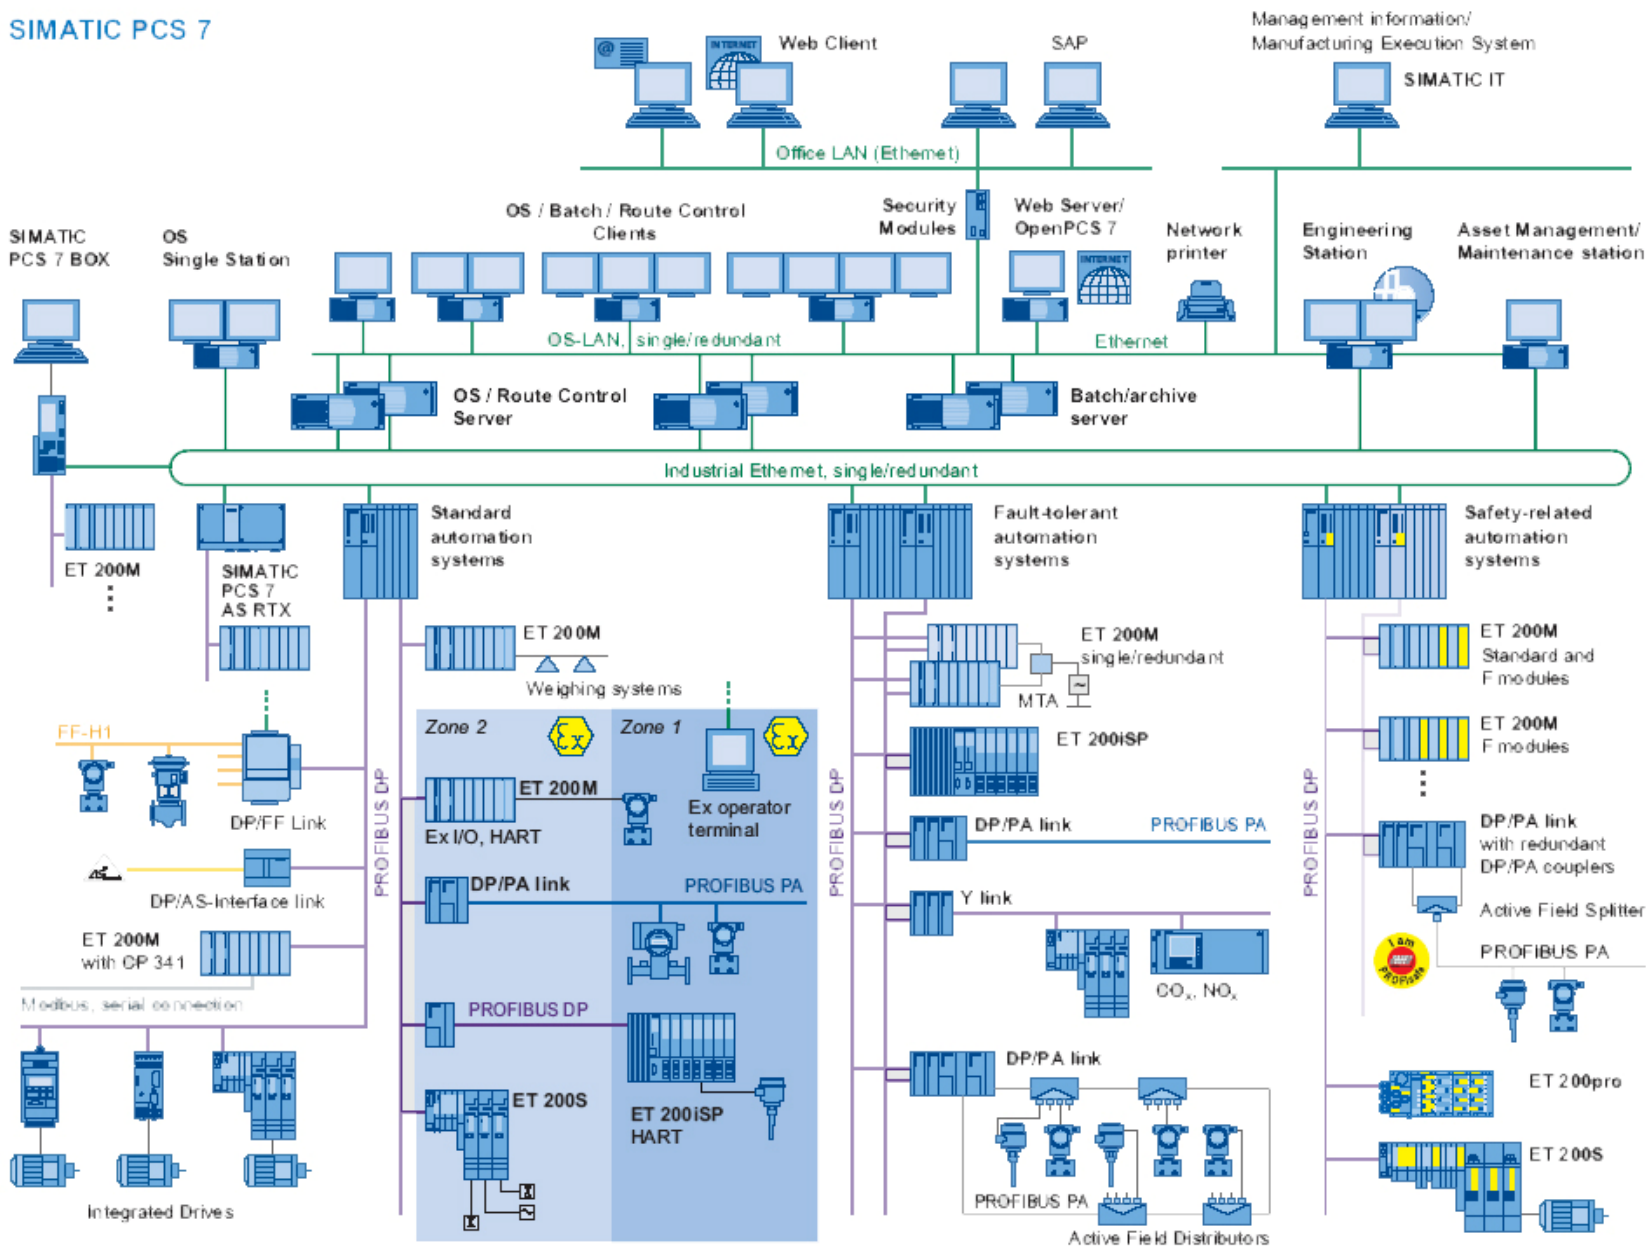 SIMATIC PCS 7
Management information/
Manufacturing Execution System
SIMATIC IT
@
INTERNET
Web Client
SAP
Office LAN (Ethernet)
SIMATIC
PCS 7 BOX
OS
Single Station
OS / Batch / Route Control
Clients
Security
Modules
Web Server/
OpenPCS 7
INTERNET
Network
printer
Engineering
Station
Asset Management/
Maintenance station
OS-LAN, single/redundant
Ethernet
OS / Route Control
Server
Batch/archive
server
Industrial Ethernet, single/redundant
ET 200M
SIMATIC
PCS 7
AS RTX
Standard
automation
systems
Fault-tolerant
automation
systems
Safety-related
automation
systems
FF-H1
DP/FF Link
DP/AS-Interface link
ET 200M
with CP 341
Modbus, serial connection
Integrated Drives
PROFIBUS DP
ET 200M
Weighing systems
Zone 2
Ex
Zone 1
Ex
ET 200M
Ex I/O, HART
Ex operator
terminal
DP/PA link
PROFIBUS PA
PROFIBUS DP
ET 200S
ET 200iSP
HART
PROFIBUS DP
ET 200M
single/redundant
MTA
ET 200iSP
DP/PA link
PROFIBUS PA
Y link
COx, NOx
DP/PA link
PROFIBUS PA
Active Field Distributors
PROFIBUS DP
ET 200M
Standard and
F modules
ET 200M
F modules
DP/PA link
with redundant
DP/PA couplers
Active Field Splitter
I am
PROFIsafe
PROFIBUS PA
ET 200pro
ET 200S